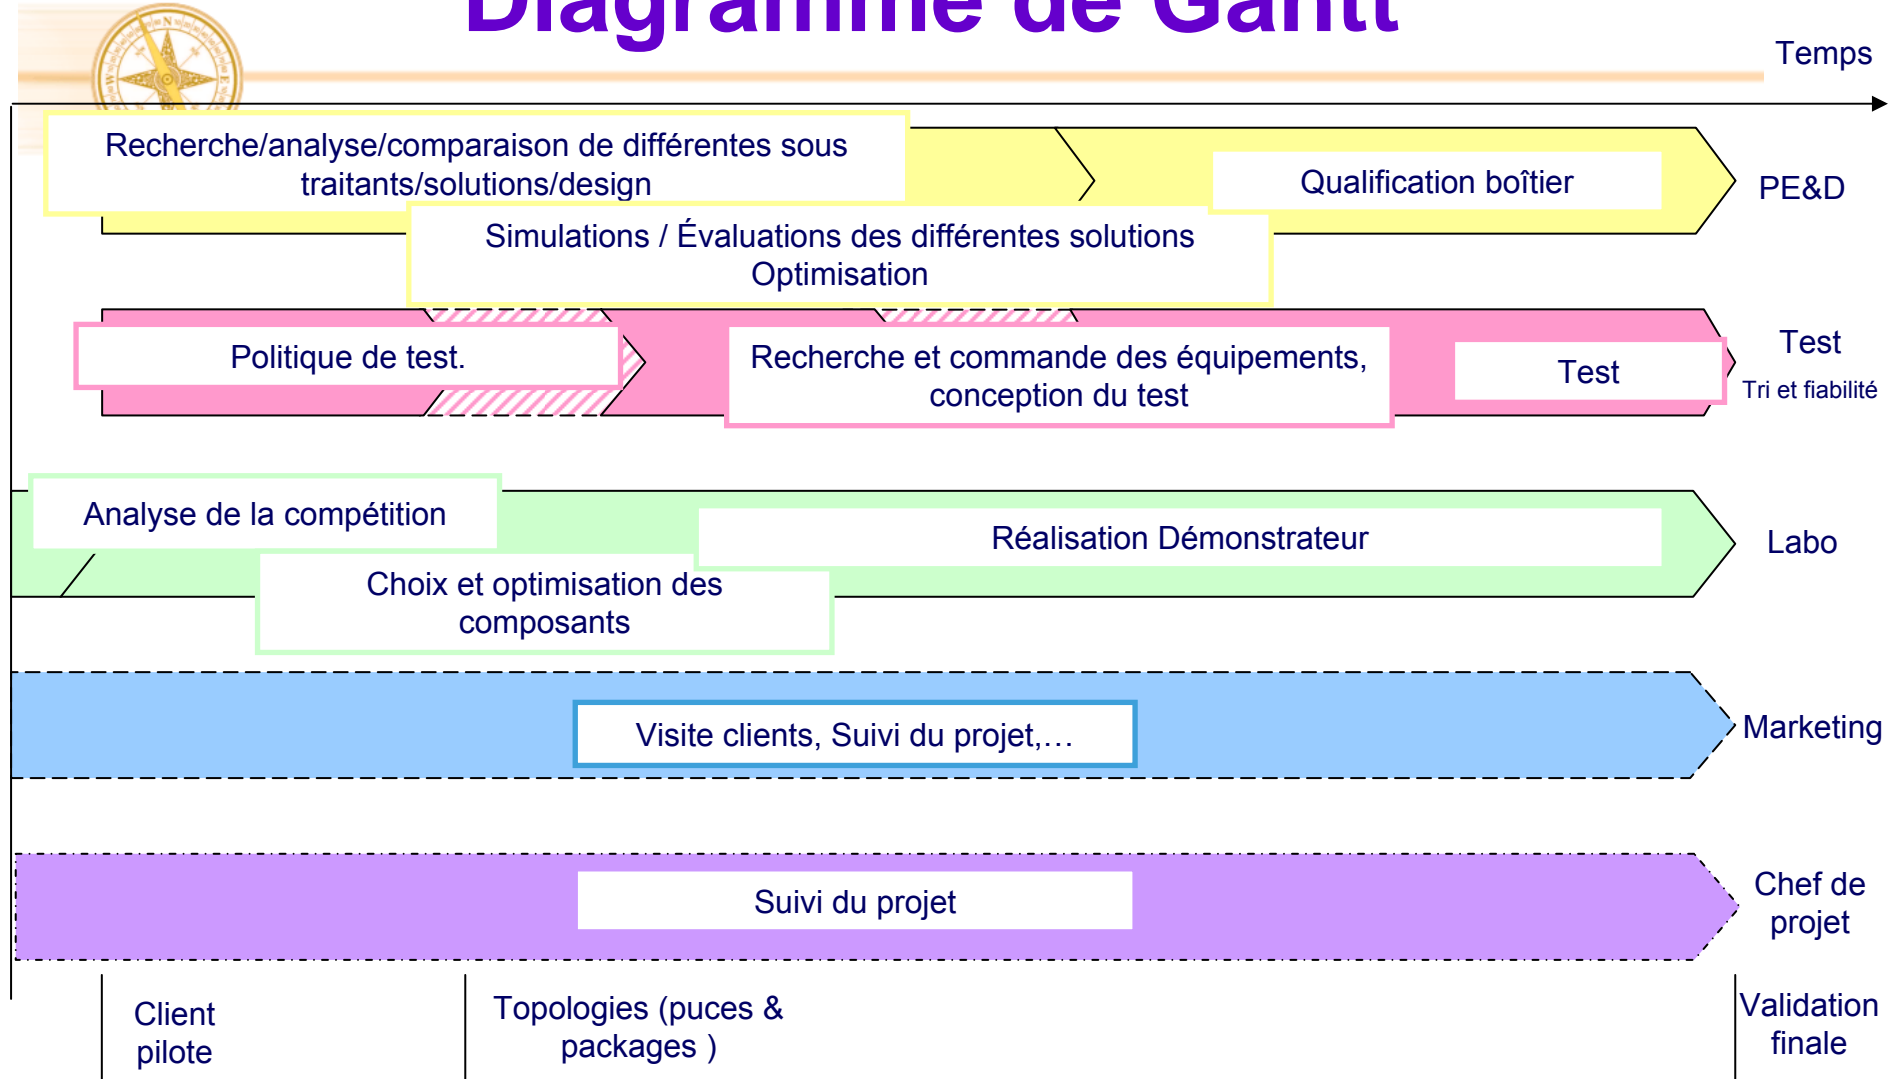 Diagramme de Gantt
Temps
N
W
E
Recherche/analyse/comparaison de différentes sous
traitants/solutions/design
Qualification boîtier
PE&D
Simulations / Évaluations des différentes solutions
Optimisation
Politique de test.
Recherche et commande des équipements,
conception du test
Test
Test
Tri et fiabilité
Analyse de la compétition
Réalisation Démonstrateur
Labo
Choix et optimisation des
composants
Visite clients, Suivi du projet,…
Marketing
Suivi du projet
Chef de
projet
Client
pilote
Topologies (puces &
packages )
Validation
finale